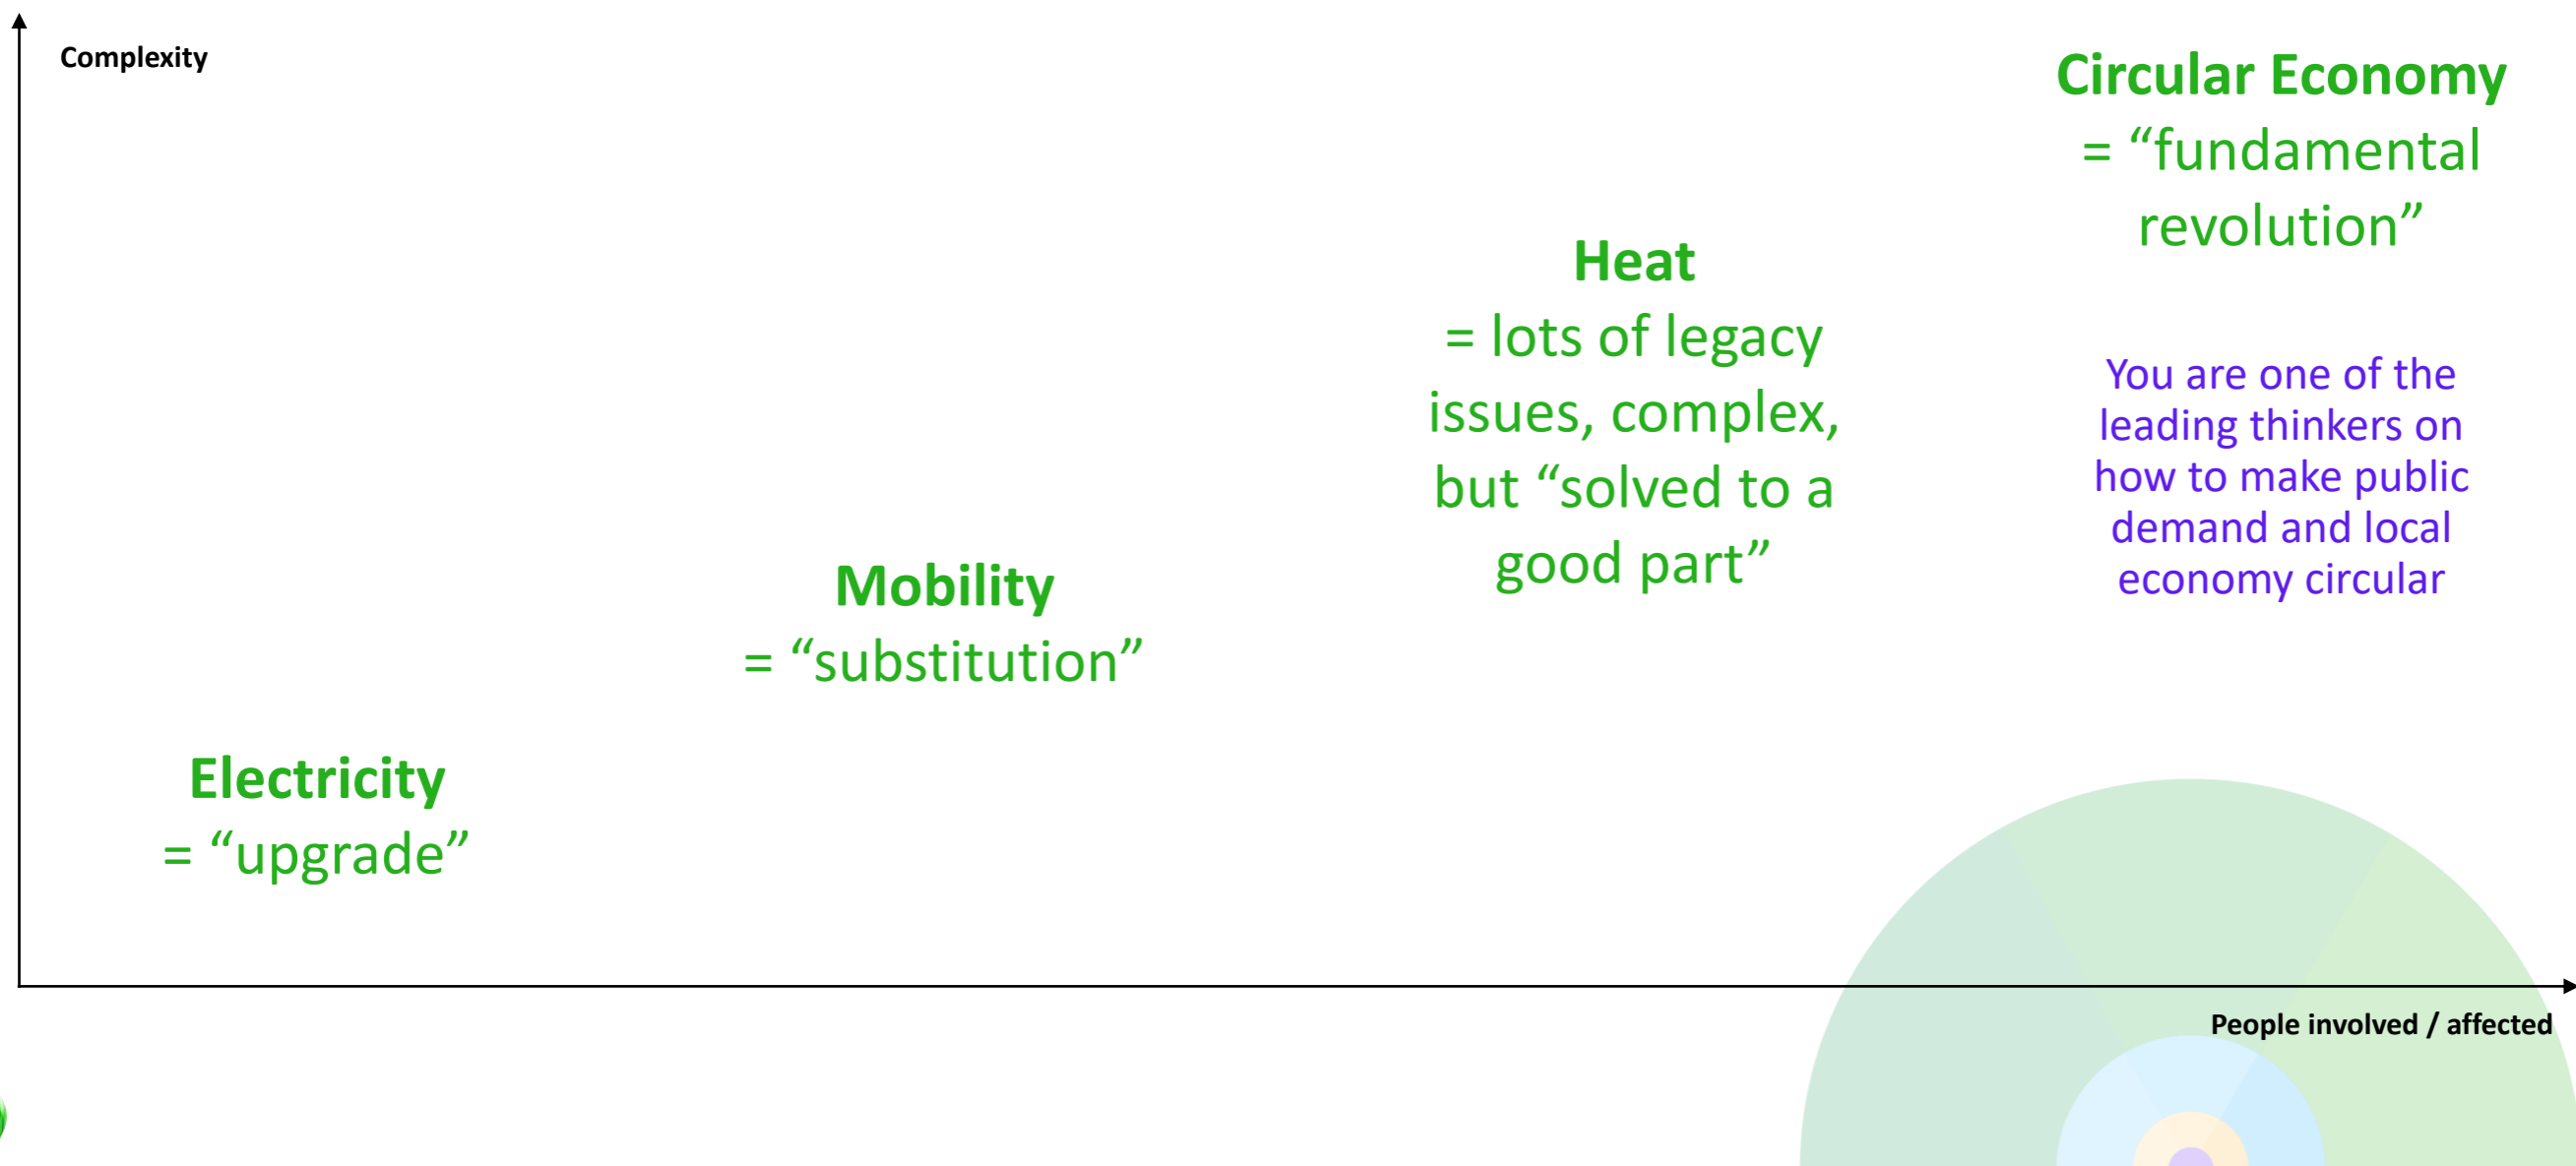 Complexity
Circular Economy
= “fundamental
revolution”
Heat
= lots of legacy
issues, complex,
but “solved to a
good part”
You are one of the
leading thinkers on
how to make public
demand and local
economy circular
Mobility
= “substitution”
Electricity
= “upgrade”
People involved / affected